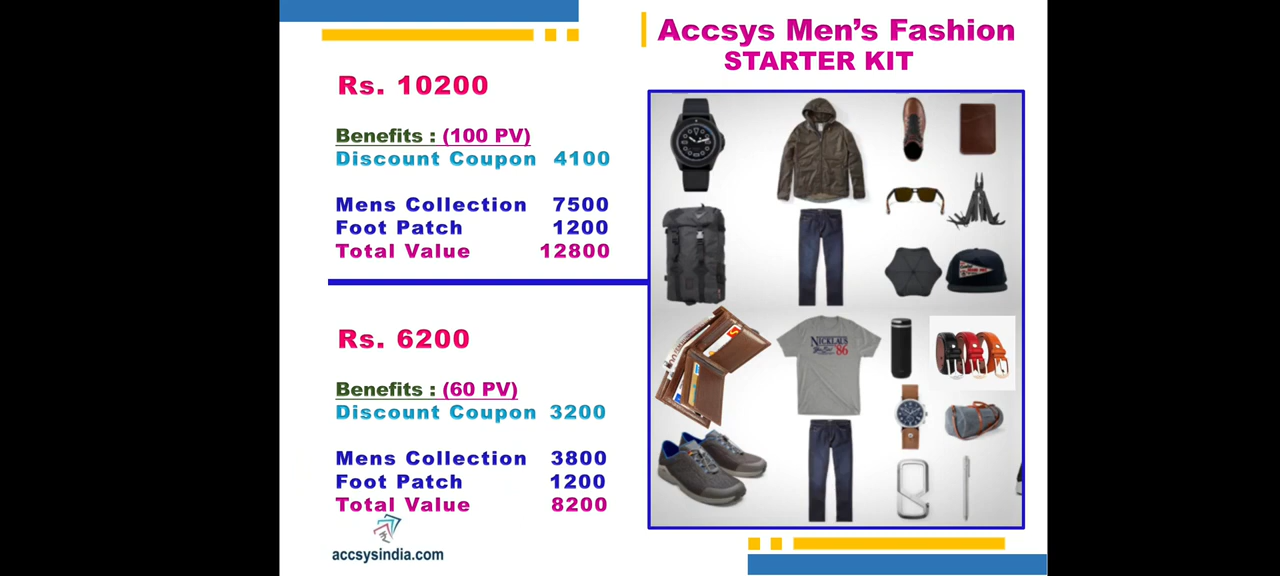 Accsys Men's Fashion
STARTER KIT
Rs. 10200
Benefits : (100 PV)
Discount Coupon 4100
Mens Collection 7500
Foot Patch 1200
Total Value 12800
Rs. 6200
Benefits : (60 PV)
Discount Coupon 3200
Mens Collection 3800
Foot Patch 1200
Total Value 8200
accsysindia.com
NICKLAUS
86